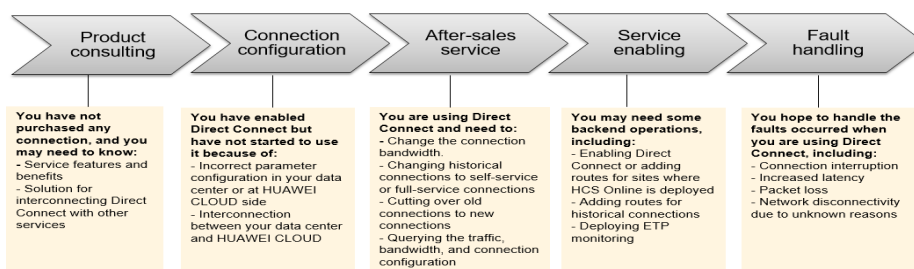 Product
consulting
Connection
configuration
After-sales
service
Service
enabling
Fault
handling
You have not
purchased any
connection, and you
may need to know:
- Service features and
benefits
- Solution for
interconnecting Direct
Connect with other
services
You have enabled
Direct Connect but
have not started to use
it because of:
- Incorrect parameter
configuration in your data
center or at HUAWEI
CLOUD side
- Interconnection
between your data center
and HUAWEI CLOUD
You are using Direct
Connect and need to:
- Change the connection
bandwidth.
- Changing historical
connections to self-service
or full-service connections
- Cutting over old
connections to new
connections
- Querying the traffic,
bandwidth, and connection
configuration
You may need some
backend operations,
including:
- Enabling Direct
Connect or adding
routes for sites where
HCS Online is deployed
- Adding routes for
historical connections
- Deploying ETP
monitoring
You hope to handle the
faults occurred when
you are using Direct
Connect, including:
- Connection interruption
- Increased latency
- Packet loss
- Network disconnectivity
due to unknown reasons